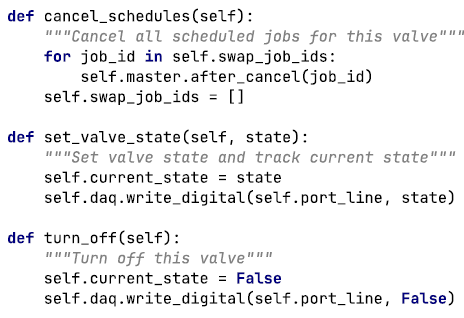 def cancel_schedules(self):
    """Cancel all scheduled jobs for this valve"""
    for job_id in self.swap_job_ids:
        self.master.after_cancel(job_id)
    self.swap_job_ids = []

def set_valve_state(self, state):
    """Set valve state and track current state"""
    self.current_state = state
    self.daq.write_digital(self.port_line, state)

def turn_off(self):
    """Turn off this valve"""
    self.current_state = False
    self.daq.write_digital(self.port_line, False)